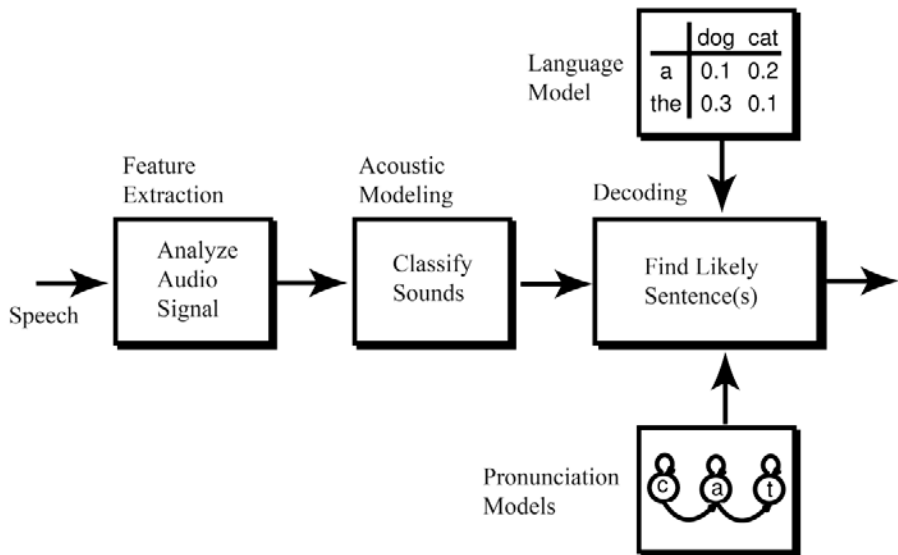 Language
Model
dog cat
a 0.1 0.2
the 0.3 0.1
Feature
Extraction
Acoustic
Modeling
Decoding
Speech
Analyze
Audio
Signal
Classify
Sounds
Find Likely
Sentence(s)
Pronunciation
Models
c a t